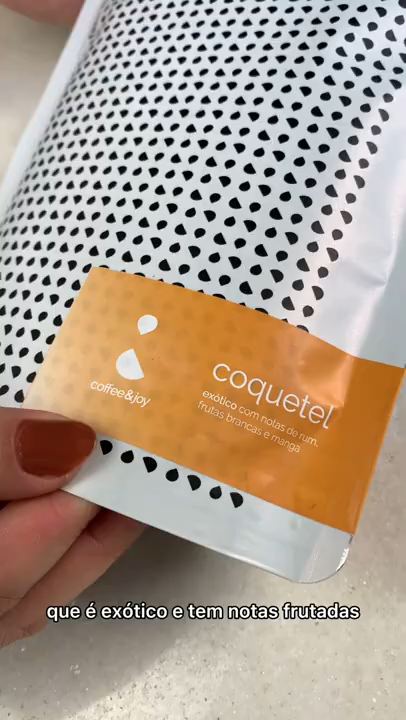 coffee&joy
coquetel
exótico com notas de rum,
frutas brancas e manga
que é exótico e tem notas frutadas